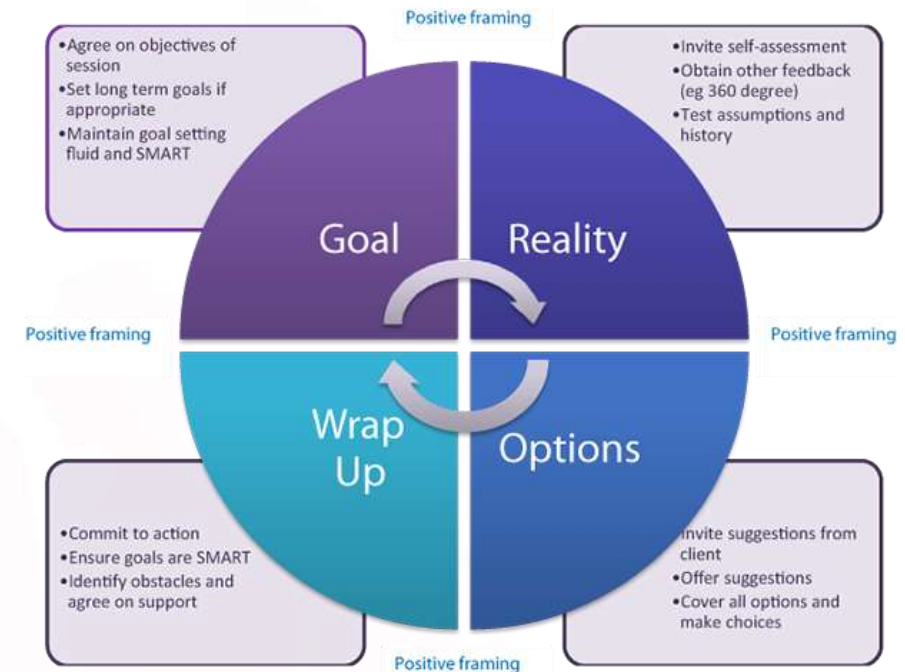 Positive framing
•Agree on objectives of
session
•Set long term goals if
appropriate
•Maintain goal setting
fluid and SMART
•Invite self-assessment
•Obtain other feedback
(eg 360 degree)
•Test assumptions and
history
Goal
Reality
Positive framing
Positive framing
Wrap
Up
Options
•Commit to action
•Ensure goals are SMART
•Identify obstacles and
agree on support
Invite suggestions from
client
•Offer suggestions
•Cover all options and
make choices
Positive framing